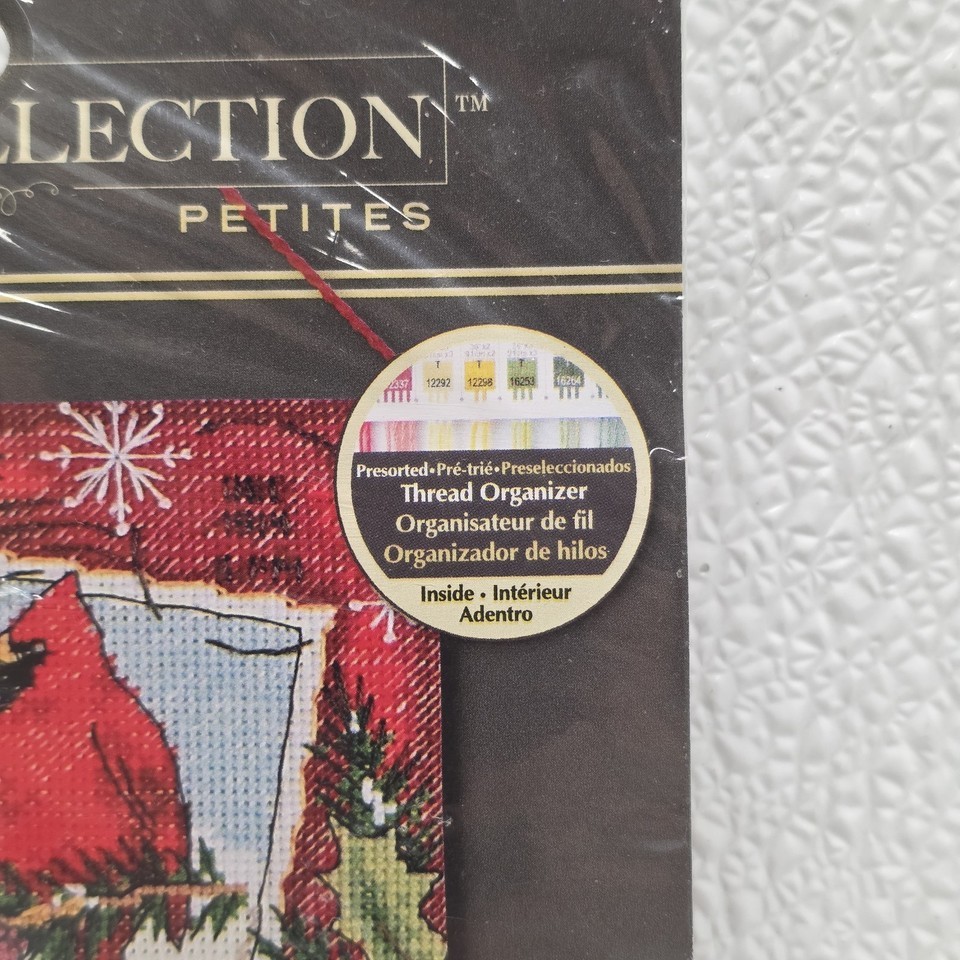 LLECTION™
PETITES
2337 12292 12298 16253 16264
Presorted•Pré-trié•Preseleccionados
Thread Organizer
Organisateur de fil
Organizador de hilos
Inside • Intérieur
Adentro